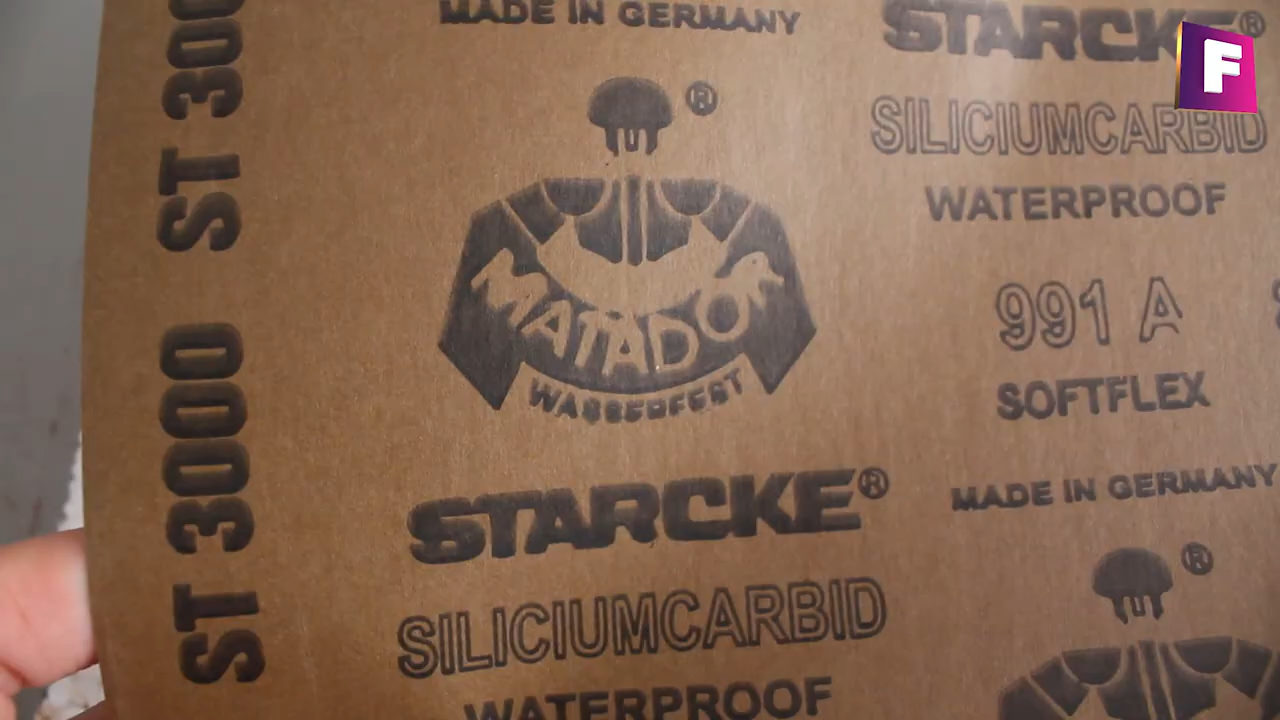 ST 3000
ST 3000
MADE IN GERMANY
®
MATADOR
WASSERFEST
STARCKE®
SILICIUMCARBID
WATERPROOF
STARCKE®
SILICIUMCARBID
WATERPROOF
991 A
SOFTFLEX
MADE IN GERMANY
®
F